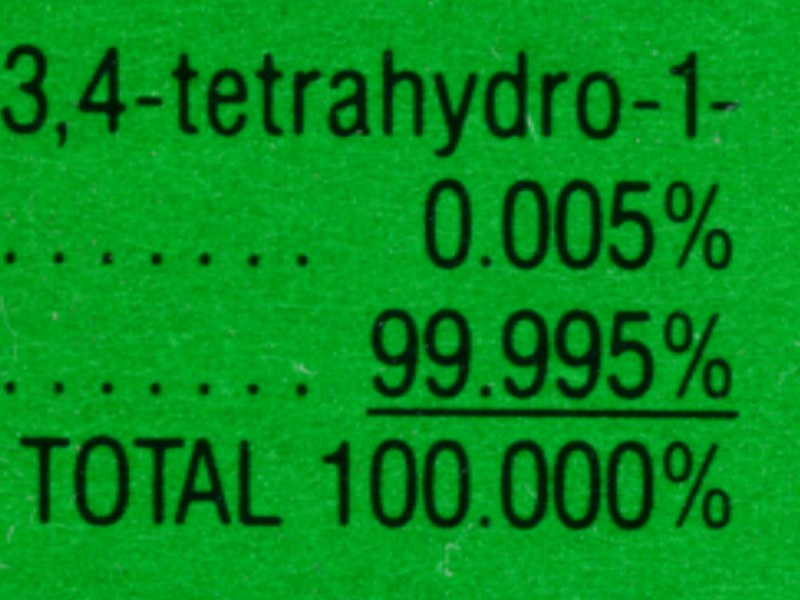 3,4-tetrahydro-1-
....... 0.005%
....... 99.995%
TOTAL 100.000%